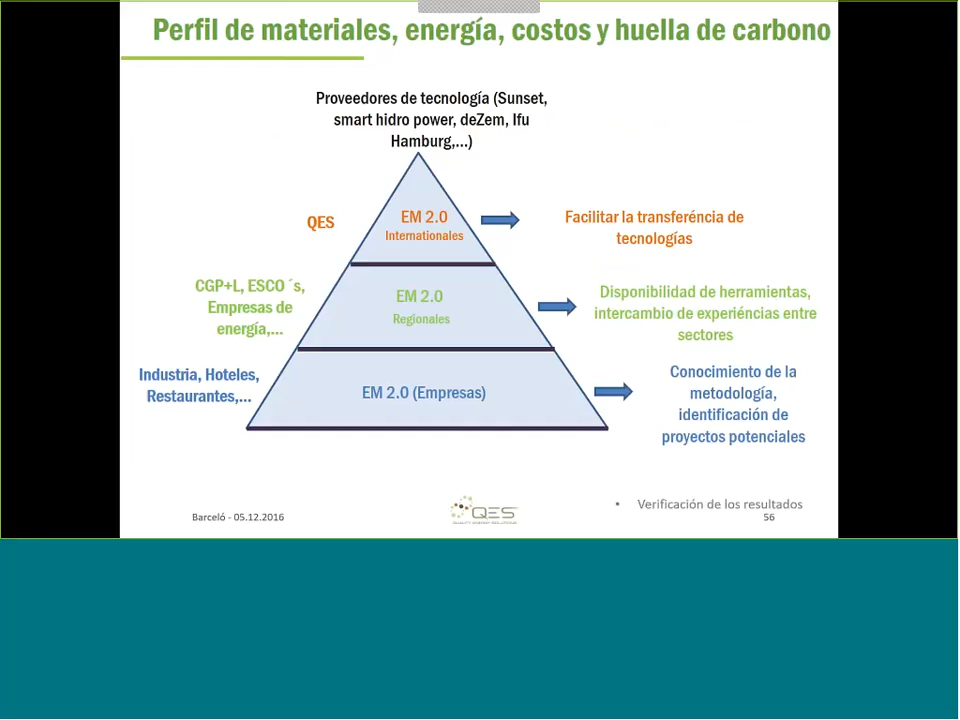 Perfil de materiales, energía, costos y huella de carbono
Proveedores de tecnología (Sunset,
smart hidro power, deZem, Ifu
Hamburg,...)
QES
EM 2.0
Internationales
Facilitar la transferéncia de
tecnologías
CGP+L, ESCO ´s,
Empresas de
energía,...
EM 2.0
Regionales
Disponibilidad de herramientas,
intercambio de experiéncias entre
sectores
Industria, Hoteles,
Restaurantes,...
EM 2.0 (Empresas)
Conocimiento de la
metodología,
identificación de
proyectos potenciales
• Verificación de los resultados
Barceló - 05.12.2016
QES
QUALITY ENERGY SOLUTIONS
56